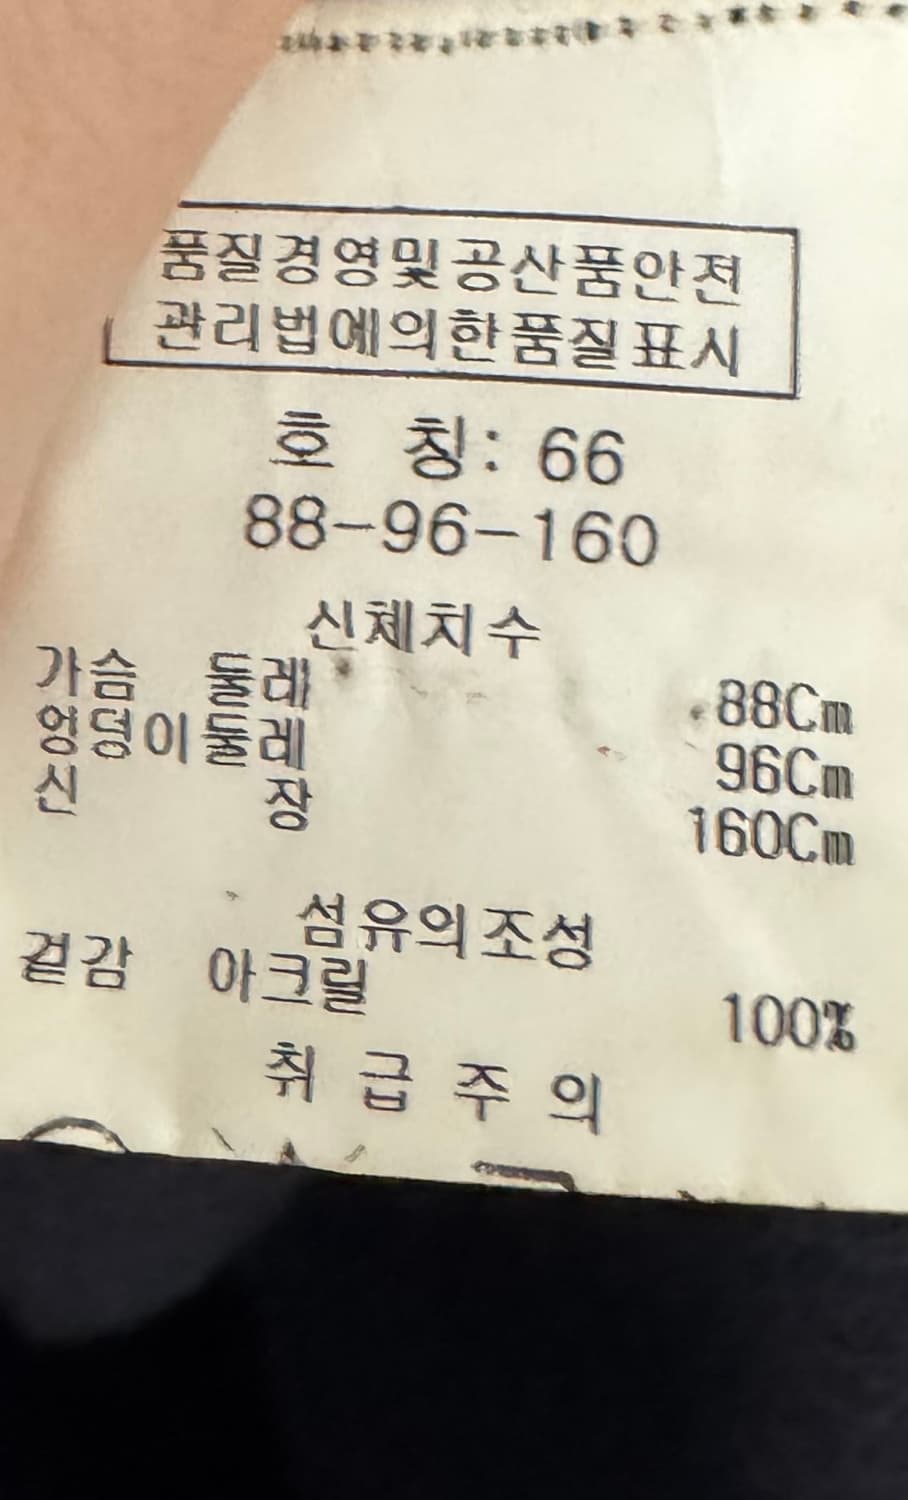 품질경영및공산품안전
관리법에의한품질표시
호 칭: 66
88-96-160
신체치수
가슴 둘레 88Cm
엉덩이둘레 96Cm
신 장 160Cm
섬유의조성
겉감 아크릴 100%
취급주의